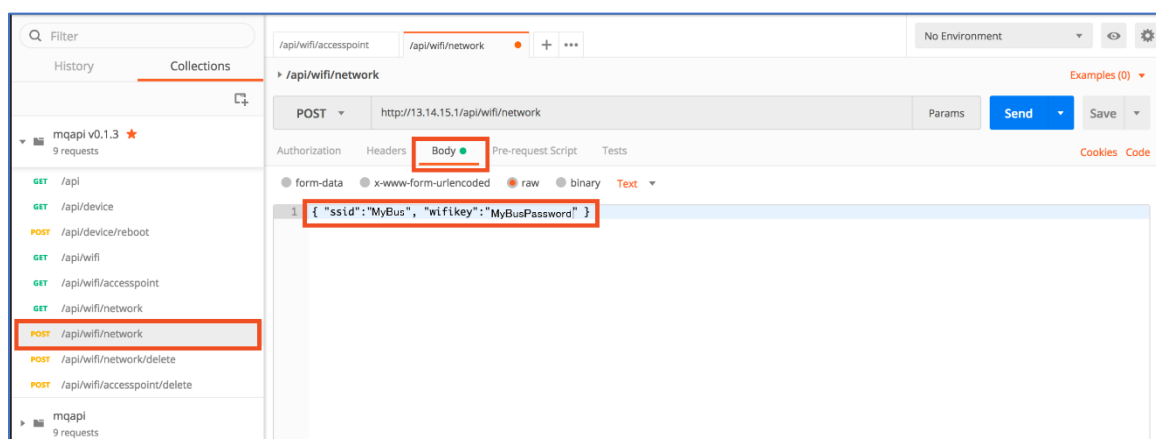 Filter
History Collections
mqapi v0.1.3
9 requests
GET /api
GET /api/device
POST /api/device/reboot
GET /api/wifi
GET /api/wifi/accesspoint
GET /api/wifi/network
POST /api/wifi/network
POST /api/wifi/network/delete
POST /api/wifi/accesspoint/delete
mqapi
9 requests
/api/wifi/accesspoint /api/wifi/network + •••
No Environment
/api/wifi/network
Examples (0)
POST http://13.14.15.1/api/wifi/network Params Send Save
Authorization Headers Body Pre-request Script Tests Cookies Code
form-data x-www-form-urlencoded raw binary Text
1 { "ssid":"MyBus", "wifikey":"MyBusPassword" }